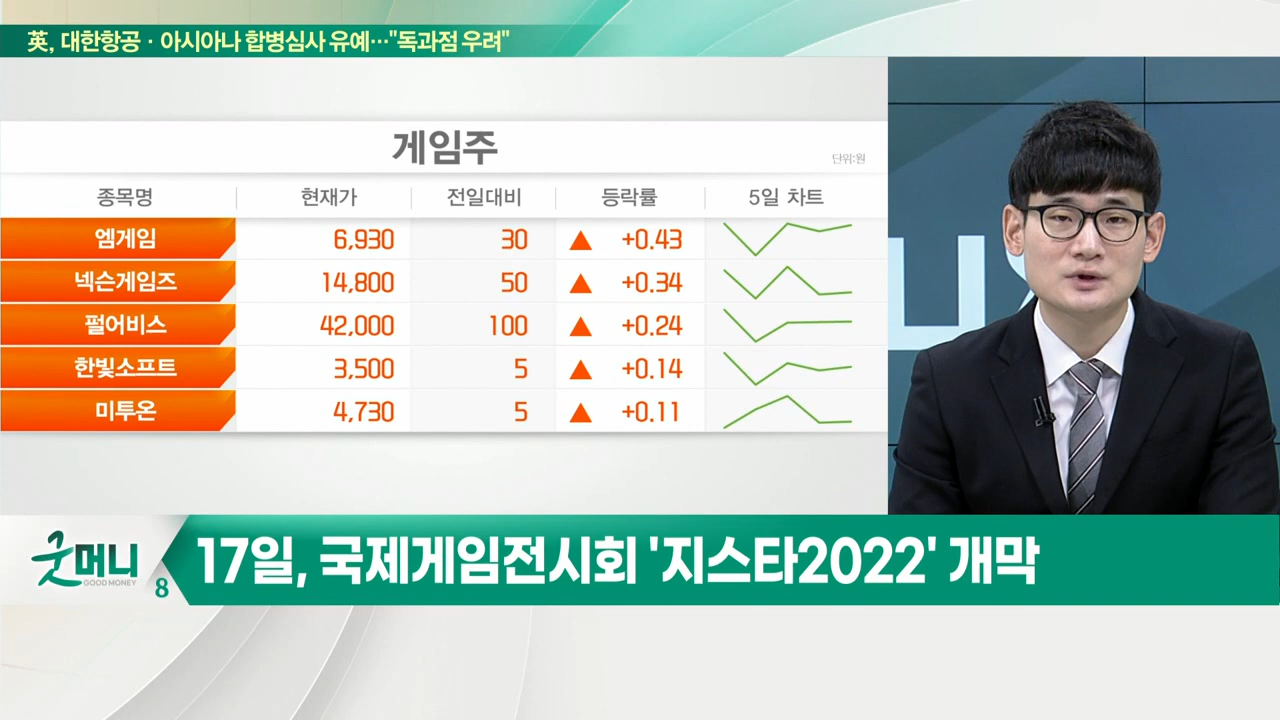 英, 대한항공 · 아시아나 합병심사 유예…"독과점 우려"
게임주
단위:원
종목명 현재가 전일대비 등락률 5일 차트
엠게임 6,930 30 ▲ +0.43
넥슨게임즈 14,800 50 ▲ +0.34
펄어비스 42,000 100 ▲ +0.24
한빛소프트 3,500 5 ▲ +0.14
미투온 4,730 5 ▲ +0.11
굿머니
GOOD MONEY
8
17일, 국제게임전시회 '지스타2022' 개막